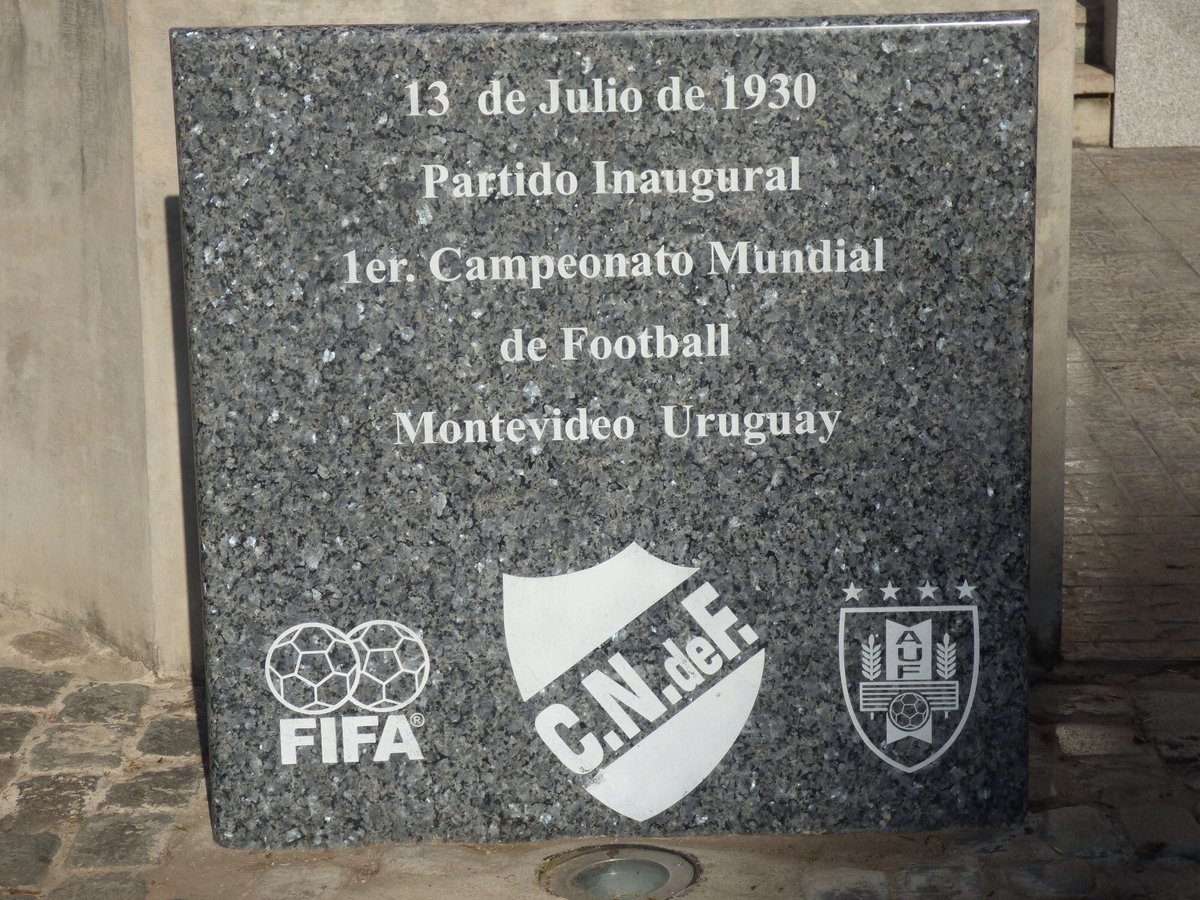 13 de Julio de 1930
Partido Inaugural
1er. Campeonato Mundial
de Football
Montevideo Uruguay
FIFA®
C.N.deF.
AUF